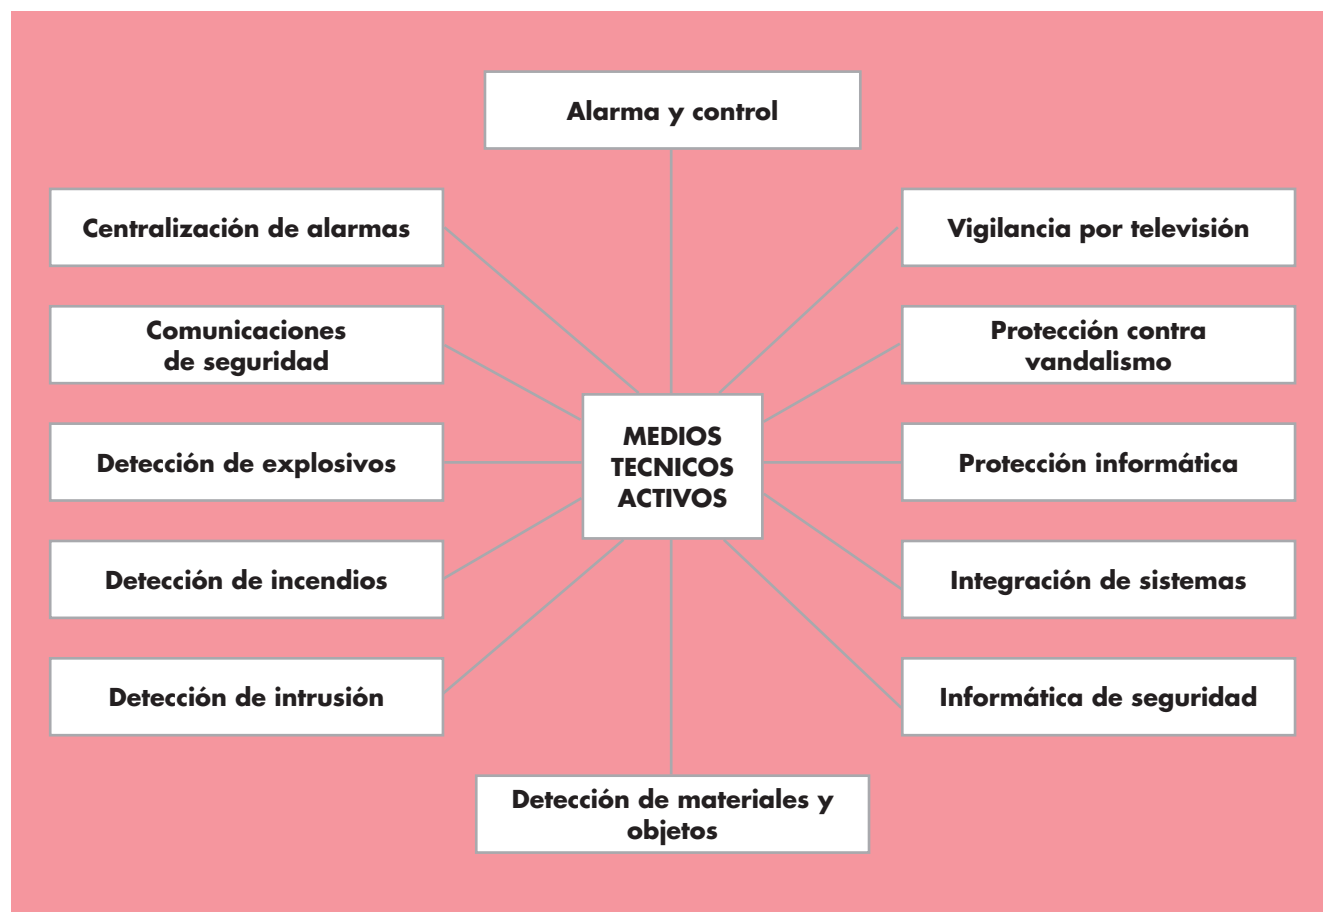 Alarma y control
Centralización de alarmas
Vigilancia por televisión
Comunicaciones
de seguridad
Protección contra
vandalismo
MEDIOS
TECNICOS
ACTIVOS
Detección de explosivos
Protección informática
Detección de incendios
Integración de sistemas
Detección de intrusión
Informática de seguridad
Detección de materiales y
objetos